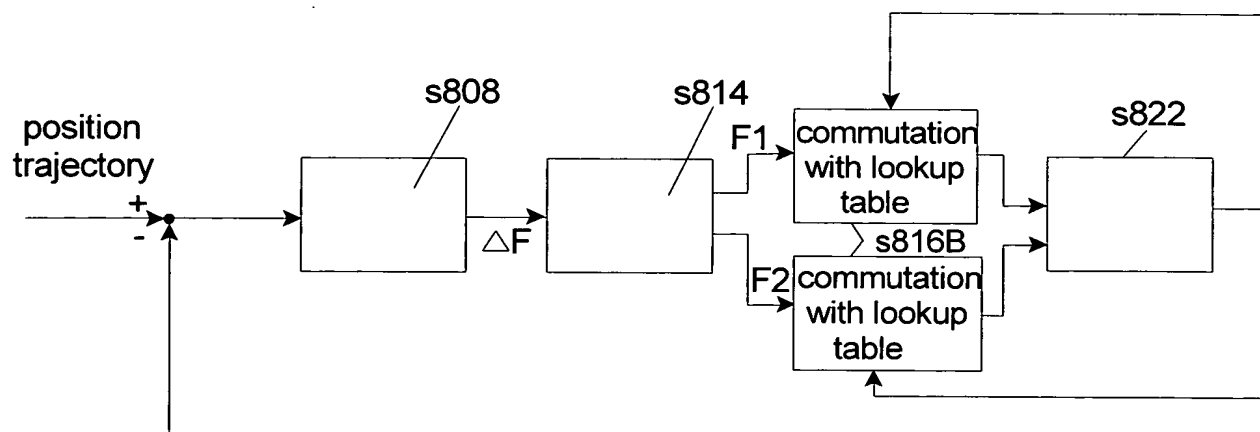 position
trajectory
+
-
s808
△F
s814
F1
F2
commutation
with lookup
table
s816B
commutation
with lookup
table
s822